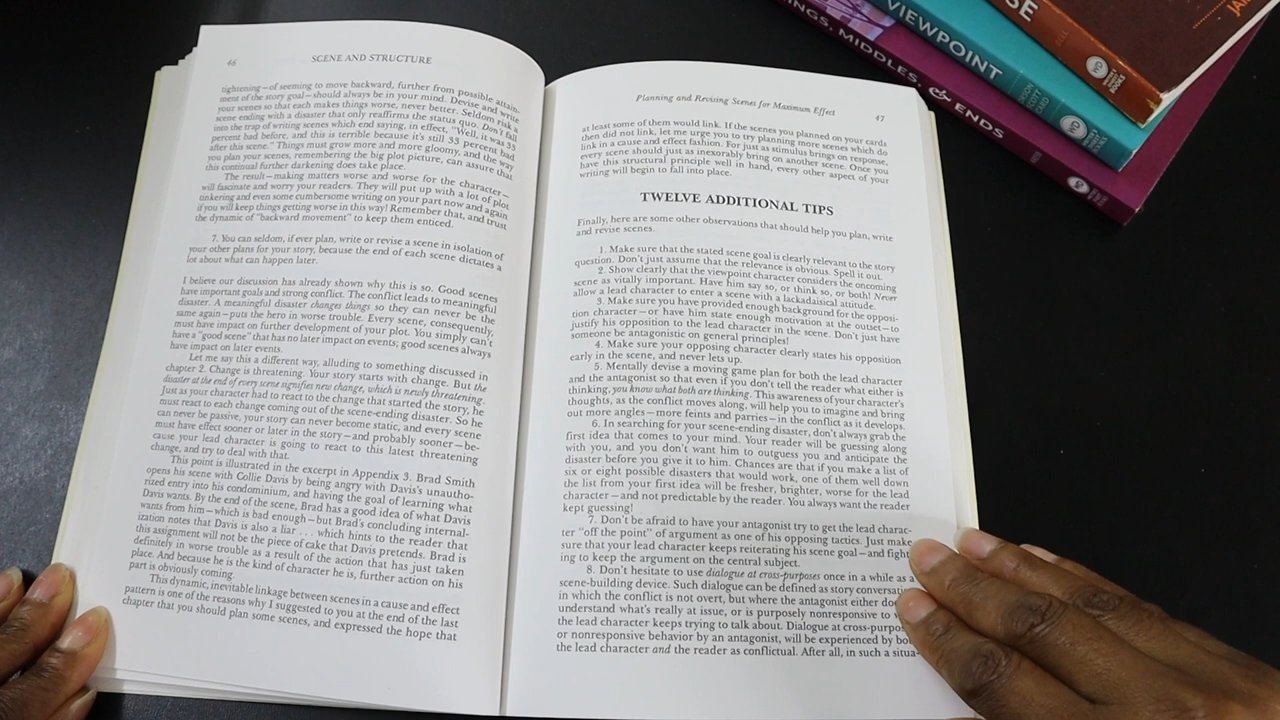 46
SCENE AND STRUCTURE
tightening—of seeming to move backward, further from possible attain-
ment of the story goal—should always be in your mind. Devise and write
your scenes so that each makes things worse, never better. Seldom risk a
scene ending with a disaster that only reaffirms the status quo. Don't fall
into the trap of writing scenes which end saying, in effect, "Well, it was 33
percent bad before, and this is terrible because it's still 33 percent bad
after this scene." Things must grow more and more gloomy, and the way
you plan your scenes, remembering the big plot picture, can assure that
this continual further darkening does take place.
The result—making matters worse and worse for the character—
will fascinate and worry your readers. They will put up with a lot of plot
tinkering and even some cumbersome writing on your part now and again
if you will keep things getting worse in this way! Remember that, and trust
the dynamic of "backward movement" to keep them enticed.
7. You can seldom, if ever plan, write or revise a scene in isolation of
your other plans for your story, because the end of each scene dictates a
lot about what can happen later.
I believe our discussion has already shown why this is so. Good scenes
have important goals and strong conflict. The conflict leads to meaningful
disaster. A meaningful disaster changes things so they can never be the
same again—puts the hero in worse trouble. Every scene, consequently,
must have impact on further development of your plot. You simply can't
have a "good scene" that has no later impact on events; good scenes always
have impact on later events.
Let me say this a different way, alluding to something discussed in
chapter 2. Change is threatening. Your story starts with change. But the
disaster at the end of every scene signifies new change, which is newly threatening.
Just as your character had to react to the change that started the story, he
must react to each change coming out of the scene-ending disaster. So he
can never be passive, your story can never become static, and every scene
must have effect sooner or later in the story—and probably sooner—be-
cause your lead character is going to react to this latest threatening
change, and try to deal with that.
This point is illustrated in the excerpt in Appendix 3. Brad Smith
opens his scene with Collie Davis by being angry with Davis's unautho-
rized entry into his condominium, and having the goal of learning what
Davis wants. By the end of the scene, Brad has a good idea of what Davis
wants from him—which is bad enough—but Brad's concluding internal-
ization notes that Davis is also a liar . . . which hints to the reader that
this assignment will not be the piece of cake that Davis pretends. Brad is
definitely in worse trouble as a result of the action that has just taken
place. And because he is the kind of character he is, further action on his
part is obviously coming.
This dynamic, inevitable linkage between scenes in a cause and effect
pattern is one of the reasons why I suggested to you at the end of the last
chapter that you should plan some scenes, and expressed the hope that
Planning and Revising Scenes for Maximum Effect
47
at least some of them would link. If the scenes you planned on your cards
then did not link, let me urge you to try planning more scenes which do
link in a cause and effect fashion. For just as stimulus brings on response,
every scene should just as inexorably bring on another scene. Once you
have this structural principle well in hand, every other aspect of your
writing will begin to fall into place.
TWELVE ADDITIONAL TIPS
Finally, here are some other observations that should help you plan, write
and revise scenes.
1. Make sure that the stated scene goal is clearly relevant to the story
question. Don't just assume that the relevance is obvious. Spell it out.
2. Show clearly that the viewpoint character considers the oncoming
scene as vitally important. Have him say so, or think so, or both! Never
allow a lead character to enter a scene with a lackadaisical attitude.
3. Make sure you have provided enough background for the opposi-
tion character—or have him state enough motivation at the outset—to
justify his opposition to the lead character in the scene. Don't just have
someone be antagonistic on general principles!
4. Make sure your opposing character clearly states his opposition
early in the scene, and never lets up.
5. Mentally devise a moving game plan for both the lead character
and the antagonist so that even if you don't tell the reader what either is
thinking, you know what both are thinking. This awareness of your character's
thoughts, as the conflict moves along, will help you to imagine and bring
out more angles—more feints and parries—in the conflict as it develops.
6. In searching for your scene-ending disaster, don't always grab the
first idea that comes to your mind. Your reader will be guessing along
with you, and you don't want him to outguess you and anticipate the
disaster before you give it to him. Chances are that if you make a list of
six or eight possible disasters that would work, one of them well down
the list from your first idea will be fresher, brighter, worse for the lead
character—and not predictable by the reader. You always want the reader
kept guessing!
7. Don't be afraid to have your antagonist try to get the lead charac-
ter "off the point" of argument as one of his opposing tactics. Just make
sure that your lead character keeps reiterating his scene goal—and fight-
ing to keep the argument on the central subject.
8. Don't hesitate to use dialogue at cross-purposes once in a while as a
scene-building device. Such dialogue can be defined as story conversation
in which the conflict is not overt, but where the antagonist either
understand what's really at issue, or is purposely nonresponsive to
the lead character keeps trying to talk about. Dialogue at cross-purpos
or nonresponsive behavior by an antagonist, will be experienced by
the lead character and the reader as conflictual. After all, in such a situa-
MIDDLES, & ENDS
WD
VIEWPOINT
ORSON
SCOTT
CARD
WD
SE
WD